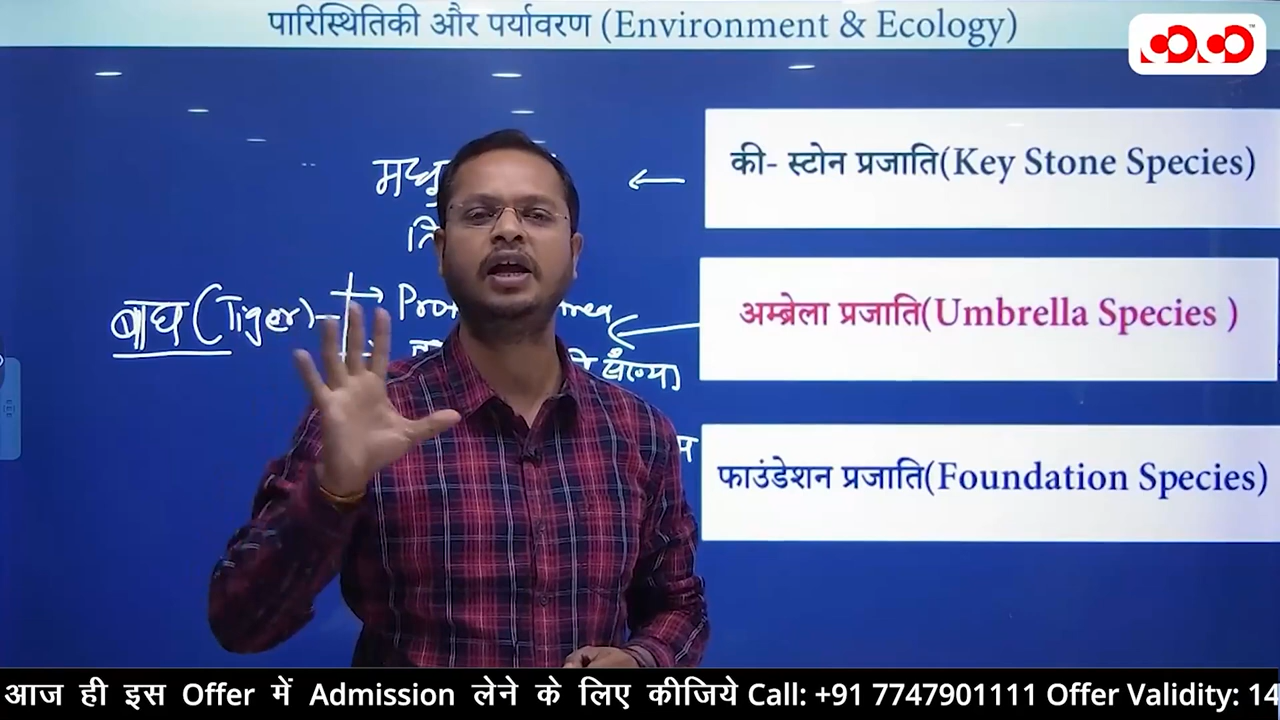 पारिस्थितिकी और पर्यावरण (Environment & Ecology)
की- स्टोन प्रजाति(Key Stone Species)
बाघ (Tiger)
अम्ब्रेला प्रजाति(Umbrella Species )
फाउंडेशन प्रजाति(Foundation Species)
आज ही इस Offer में Admission लेने के लिए कीजिये Call: +91 7747901111 Offer Validity: 14